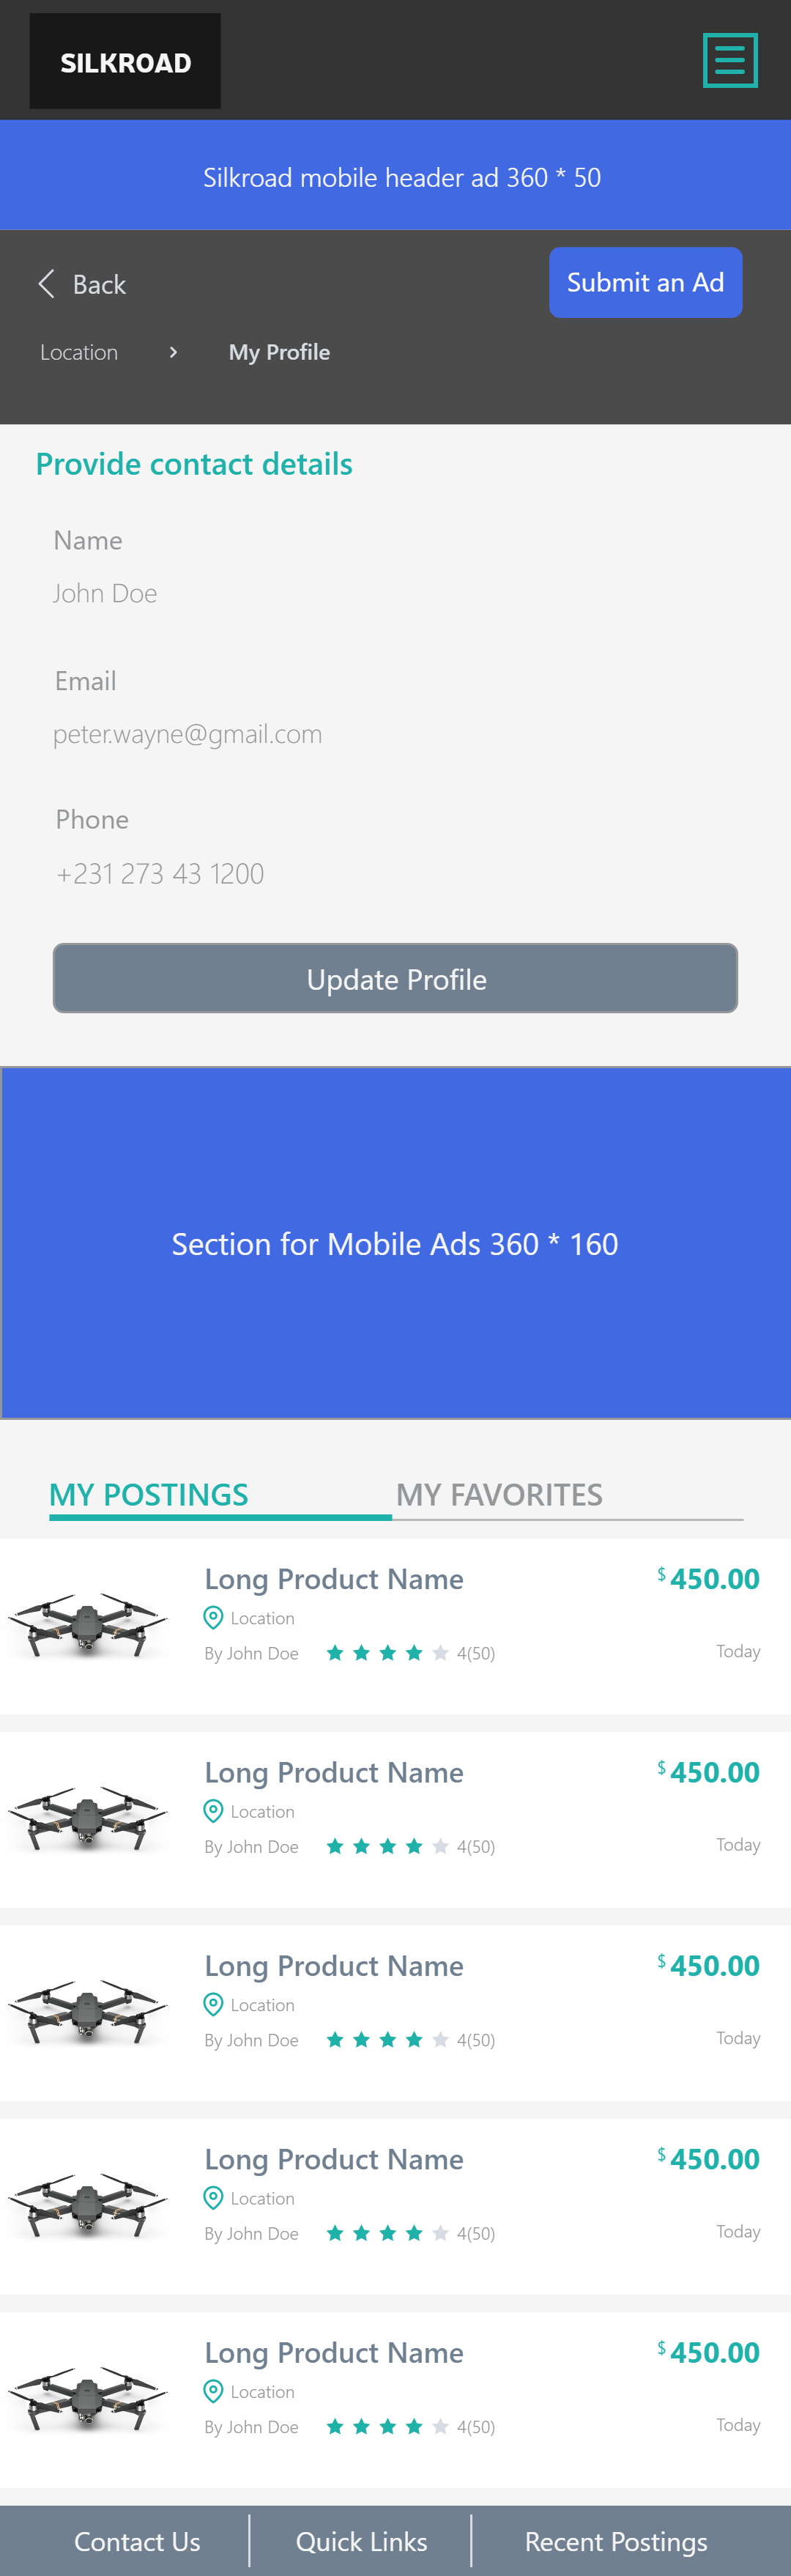 SILKROAD
Silkroad mobile header ad 360 * 50
Back
Submit an Ad
Location > My Profile
Provide contact details
Name
John Doe
Email
peter.wayne@gmail.com
Phone
+231 273 43 1200
Update Profile
Section for Mobile Ads 360 * 160
MY POSTINGS MY FAVORITES
Long Product Name $ 450.00
Location
By John Doe 4(50) Today
Long Product Name $ 450.00
Location
By John Doe 4(50) Today
Long Product Name $ 450.00
Location
By John Doe 4(50) Today
Long Product Name $ 450.00
Location
By John Doe 4(50) Today
Long Product Name $ 450.00
Location
By John Doe 4(50) Today
Contact Us Quick Links Recent Postings